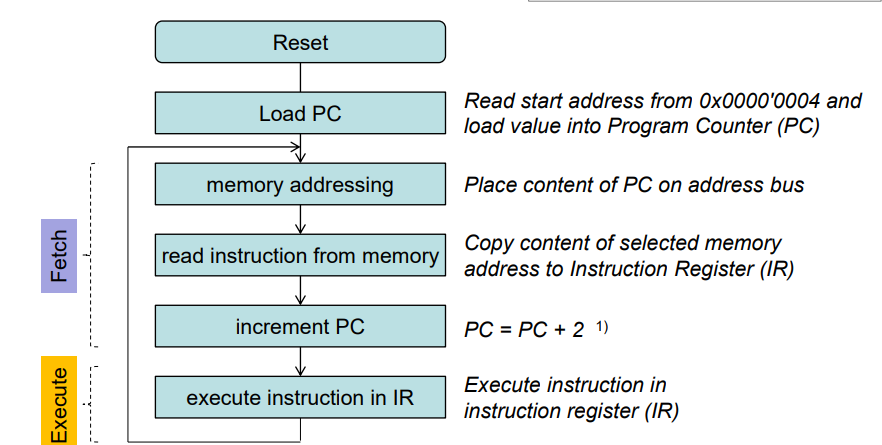 Reset
Load PC
Read start address from 0x0000'0004 and
load value into Program Counter (PC)
memory addressing
Place content of PC on address bus
Fetch
read instruction from memory
Copy content of selected memory
address to Instruction Register (IR)
increment PC
PC = PC + 2 1)
Execute
execute instruction in IR
Execute instruction in
instruction register (IR)